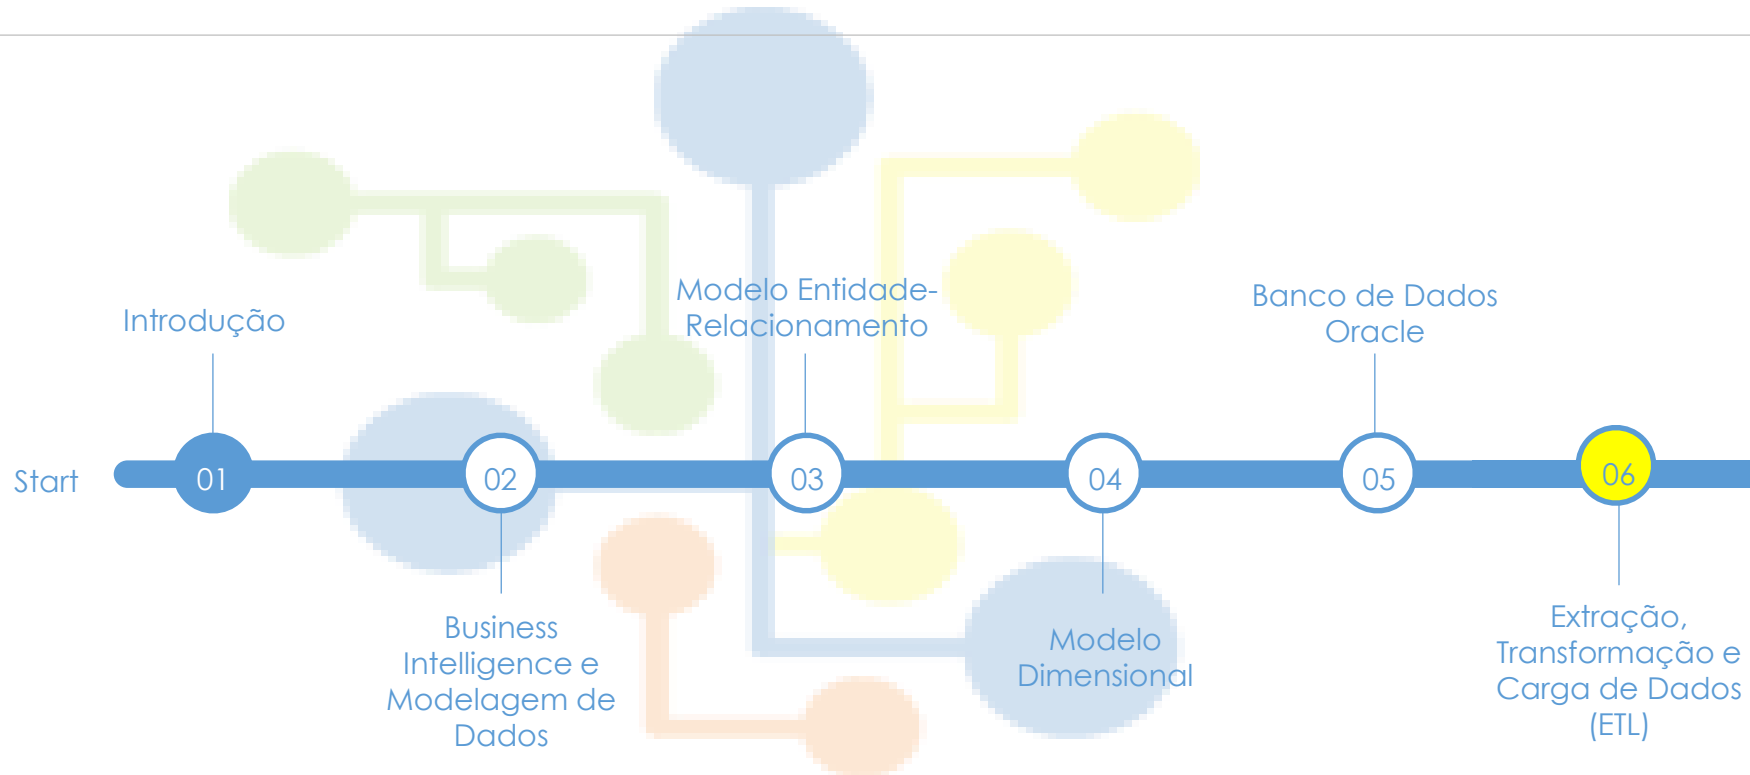 Start
01
Introdução
02
Business
Intelligence e
Modelagem de
Dados
03
Modelo Entidade-
Relacionamento
04
Modelo
Dimensional
05
Banco de Dados
Oracle
06
Extração,
Transformação e
Carga de Dados
(ETL)